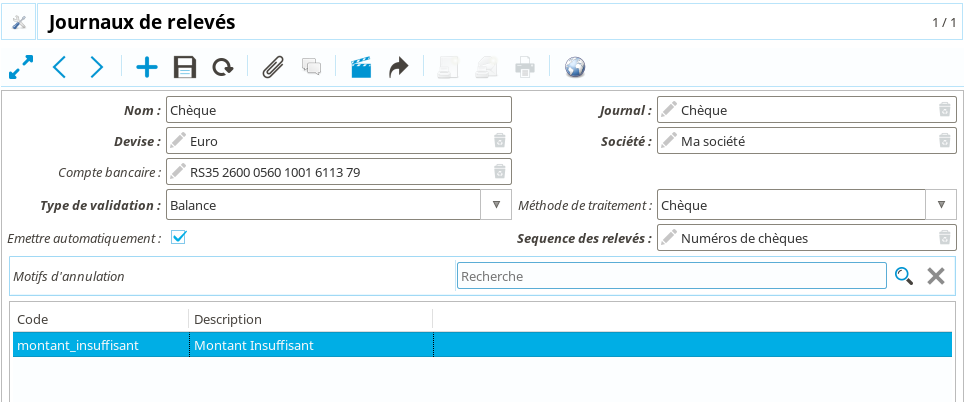 Journaux de relevés
1 / 1
Nom : Chèque Journal : Chèque
Devise : Euro Société : Ma société
Compte bancaire : RS35 2600 0560 1001 6113 79
Type de validation : Balance Méthode de traitement : Chèque
Emettre automatiquement : Sequence des relevés : Numéros de chèques
Motifs d'annulation Recherche
Code Description
montant_insuffisant Montant Insuffisant